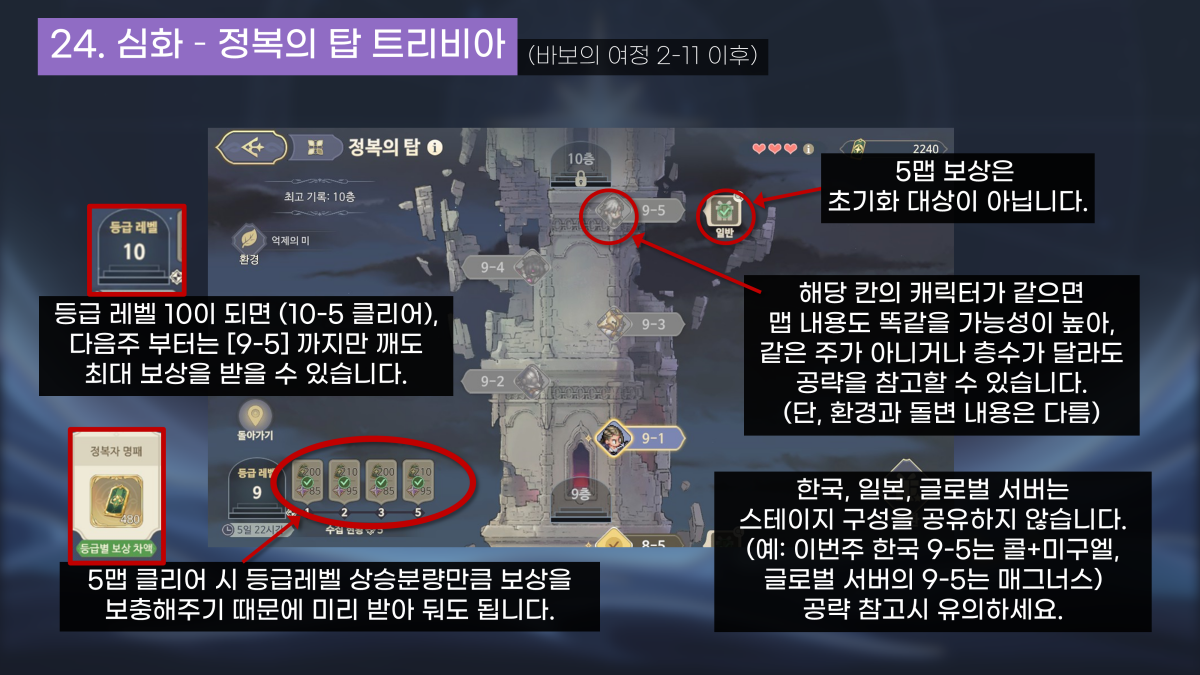 24. 심화 - 정복의 탑 트리비아
(바보의 여정 2-11 이후)
정복의 탑
최고 기록: 10층
억제의 미
환경
10층
2240
9-5
일반
9-4
9-3
9-2
9-1
9층
8-5
5맵 보상은
초기화 대상이 아닙니다.
등급 레벨
10
등급 레벨 10이 되면 (10-5 클리어),
다음주 부터는 [9-5] 까지만 깨도
최대 보상을 받을 수 있습니다.
해당 칸의 캐릭터가 같으면
맵 내용도 똑같을 가능성이 높아,
같은 주가 아니거나 층수가 달라도
공략을 참고할 수 있습니다.
(단, 환경과 돌변 내용은 다름)
돌아가기
등급 레벨
9
5일 22시간
1 2 3 5
수집 현황
정복자 명패
480
등급별 보상 차액
5맵 클리어 시 등급레벨 상승분량만큼 보상을
보충해주기 때문에 미리 받아 둬도 됩니다.
한국, 일본, 글로벌 서버는
스테이지 구성을 공유하지 않습니다.
(예: 이번주 한국 9-5는 콜+미구엘,
글로벌 서버의 9-5는 매그너스)
공략 참고시 유의하세요.